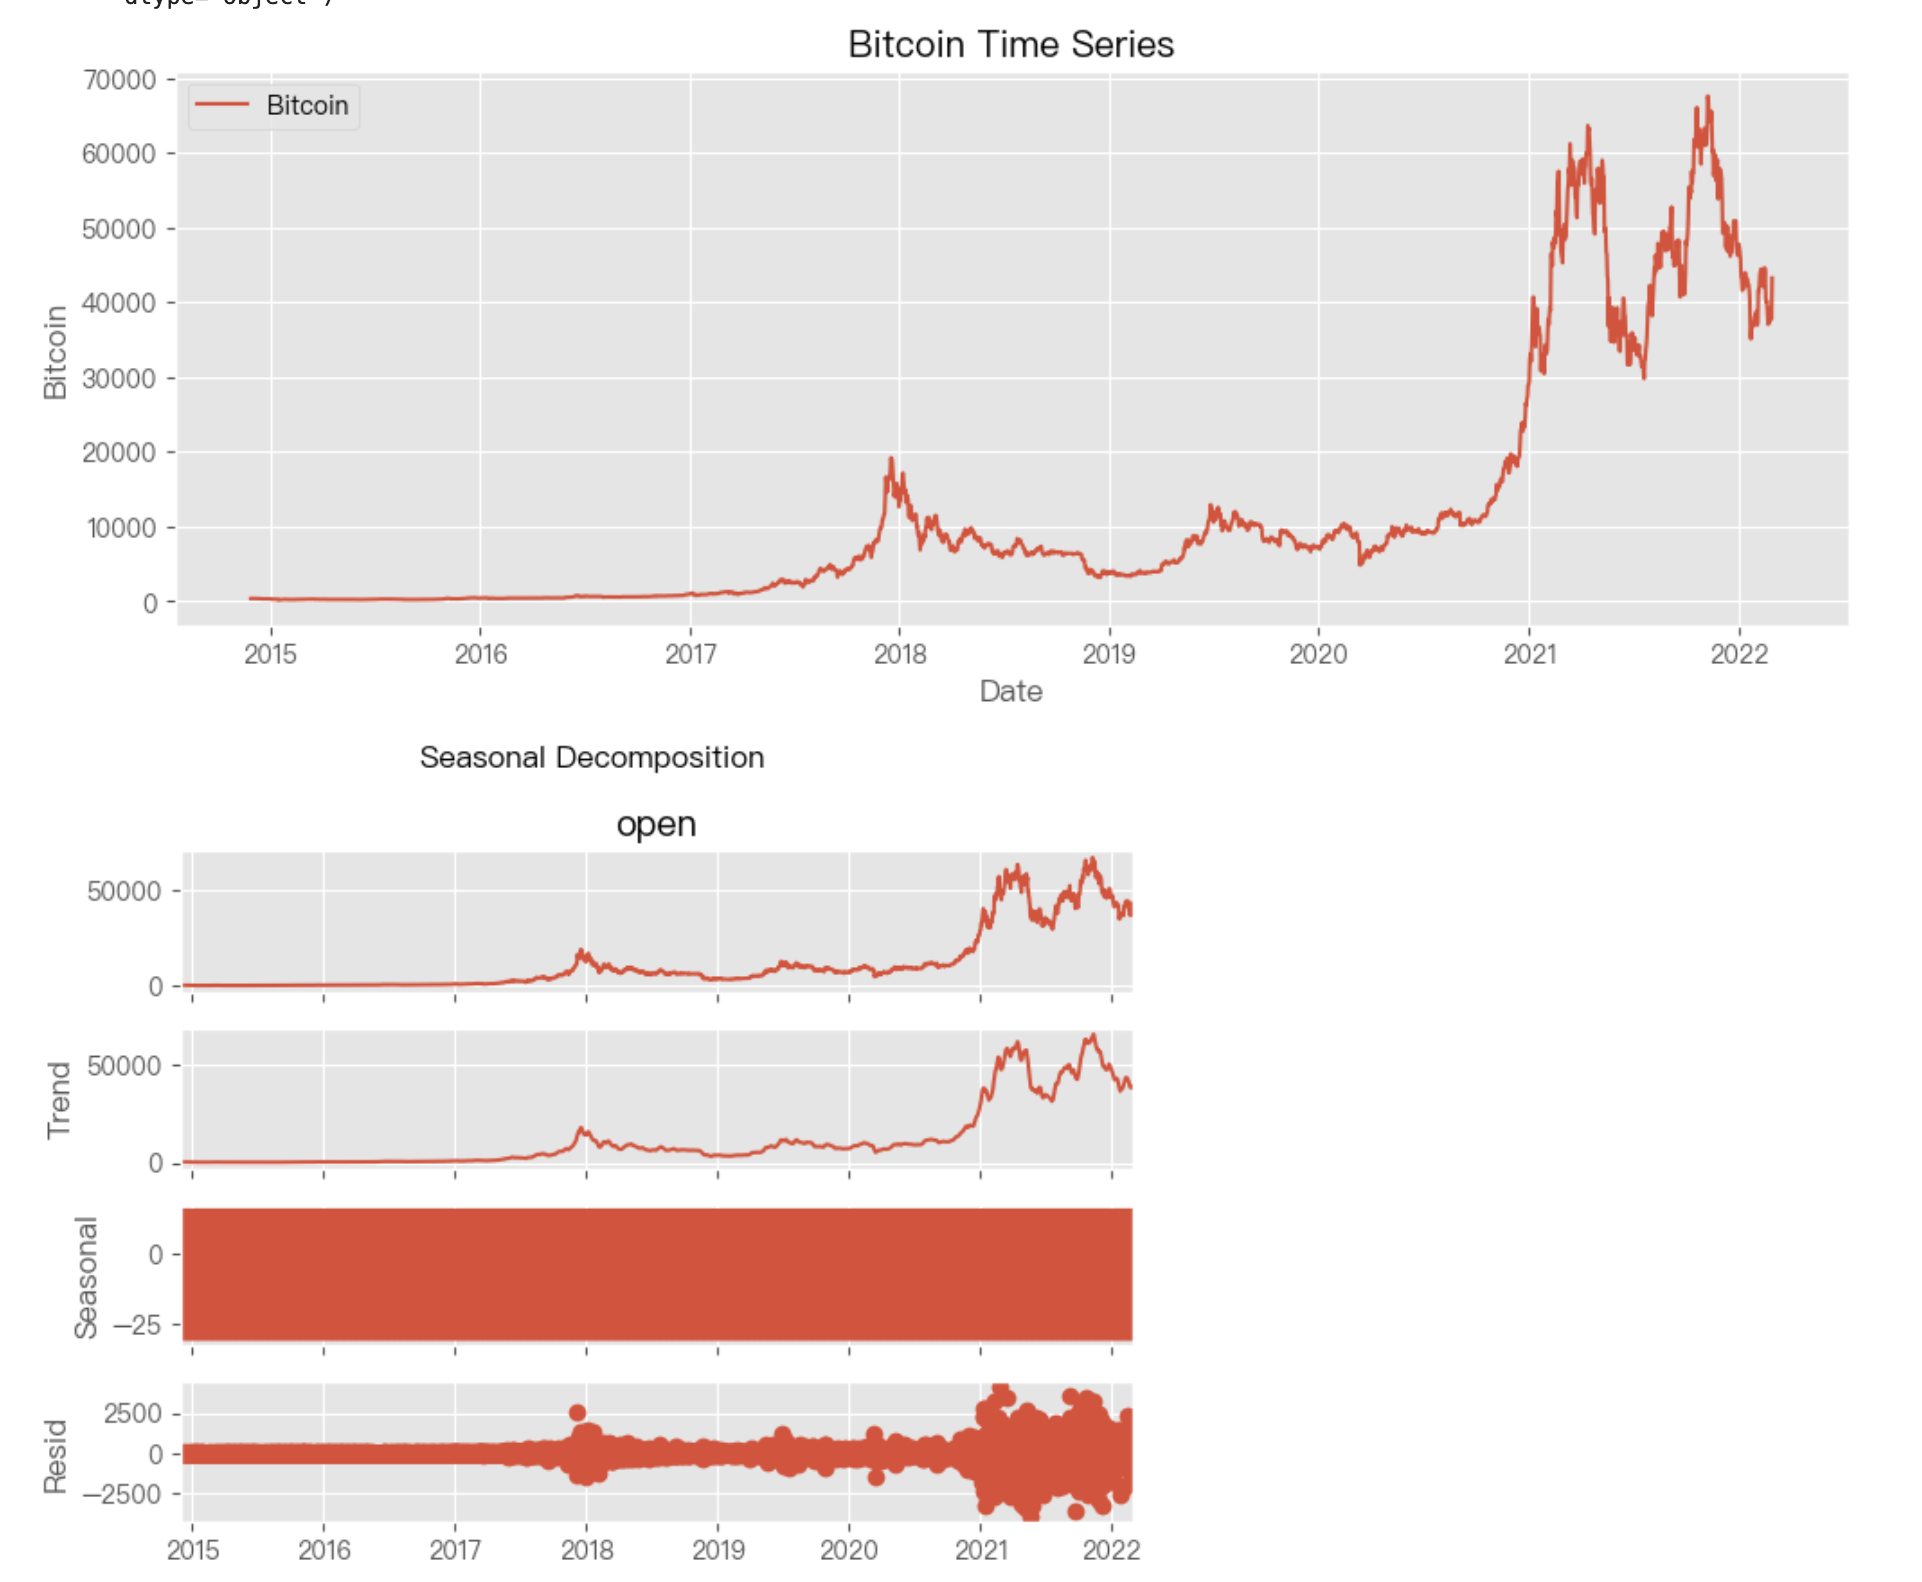 dtype='object')
Bitcoin Time Series
Bitcoin
70000
60000
50000
40000
30000
20000
10000
0
Bitcoin
2015 2016 2017 2018 2019 2020 2021 2022
Date
Seasonal Decomposition
open
50000
0
Trend
50000
0
Seasonal
0
−25
Resid
2500
0
−2500
2015 2016 2017 2018 2019 2020 2021 2022